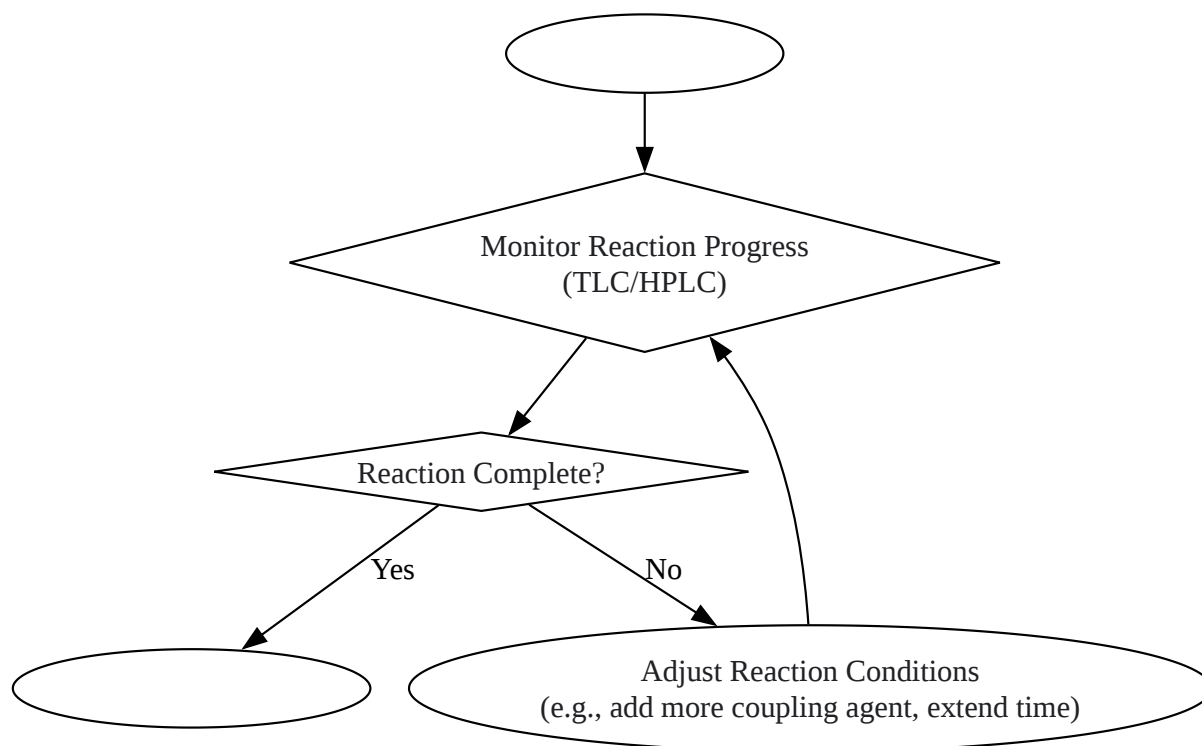 Monitor Reaction Progress
(TLC/HPLC)
Reaction Complete?
Yes
No
Adjust Reaction Conditions
(e.g., add more coupling agent, extend time)